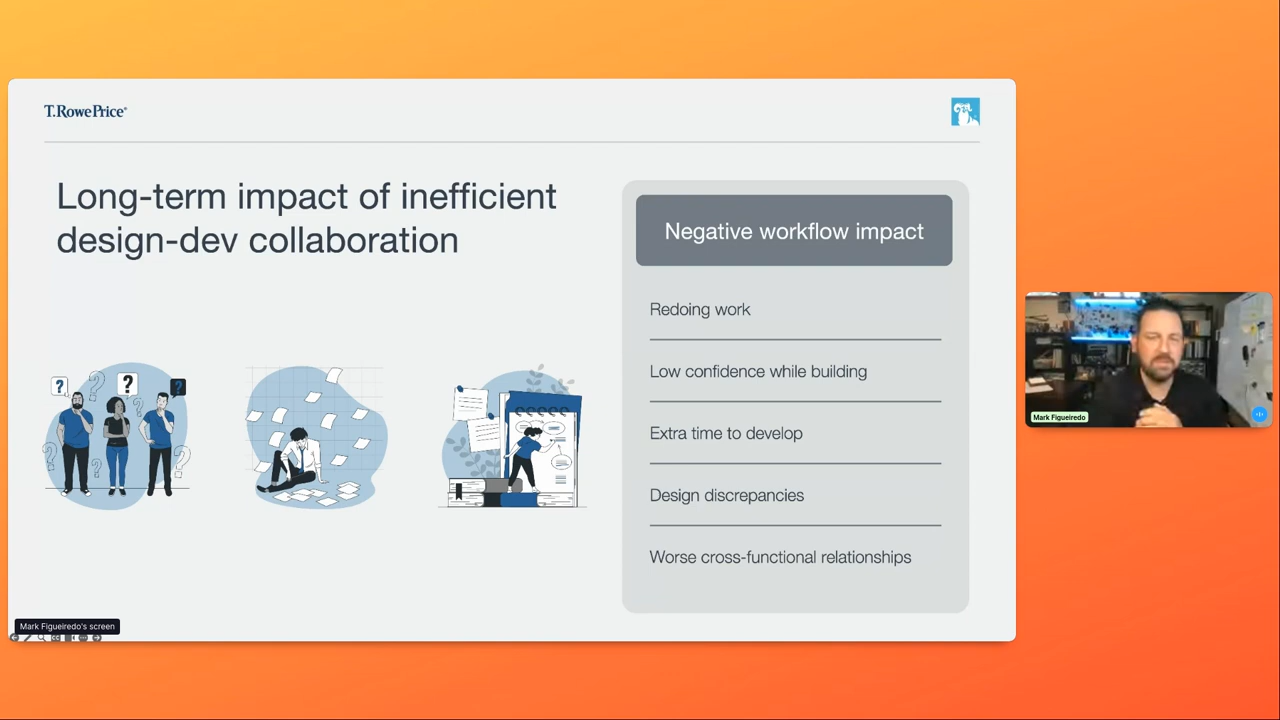 T.RowePrice®
Long-term impact of inefficient
design-dev collaboration
? ? ?
Negative workflow impact
Redoing work
Low confidence while building
Extra time to develop
Design discrepancies
Worse cross-functional relationships
Mark Figueiredo's screen
Mark Figueiredo